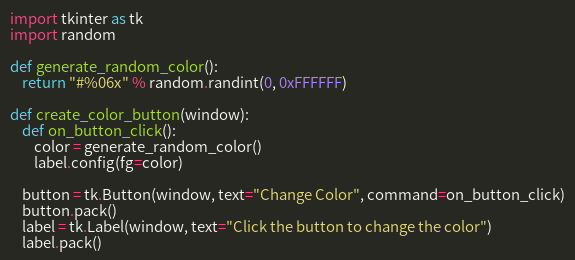 import tkinter as tk
import random

def generate_random_color():
    return "#%06x" % random.randint(0, 0xFFFFFF)

def create_color_button(window):
    def on_button_click():
        color = generate_random_color()
        label.config(fg=color)

    button = tk.Button(window, text="Change Color", command=on_button_click)
    button.pack()
    label = tk.Label(window, text="Click the button to change the color")
    label.pack()